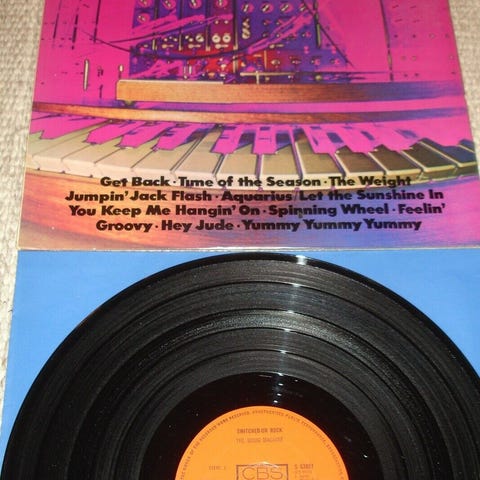 Get Back · Time of the Season · The Weight
Jumpin' Jack Flash · Aquarius/Let the Sunshine In
You Keep Me Hangin' On · Spinning Wheel · Feelin'
Groovy · Hey Jude · Yummy Yummy Yummy
SWITCHED-ON ROCK
THE MOOG MACHINE
CBS